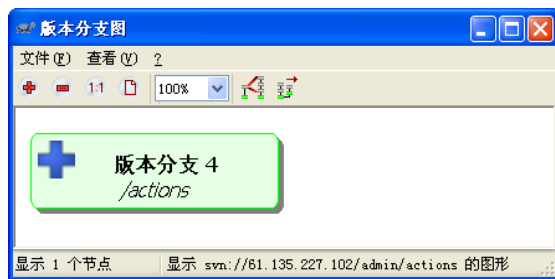 版本分支图
文件(F) 查看(V) ?
1:1 100%
版本分支 4
/actions
显示 1 个节点 显示 svn://61.135.227.102/admin/actions 的图形